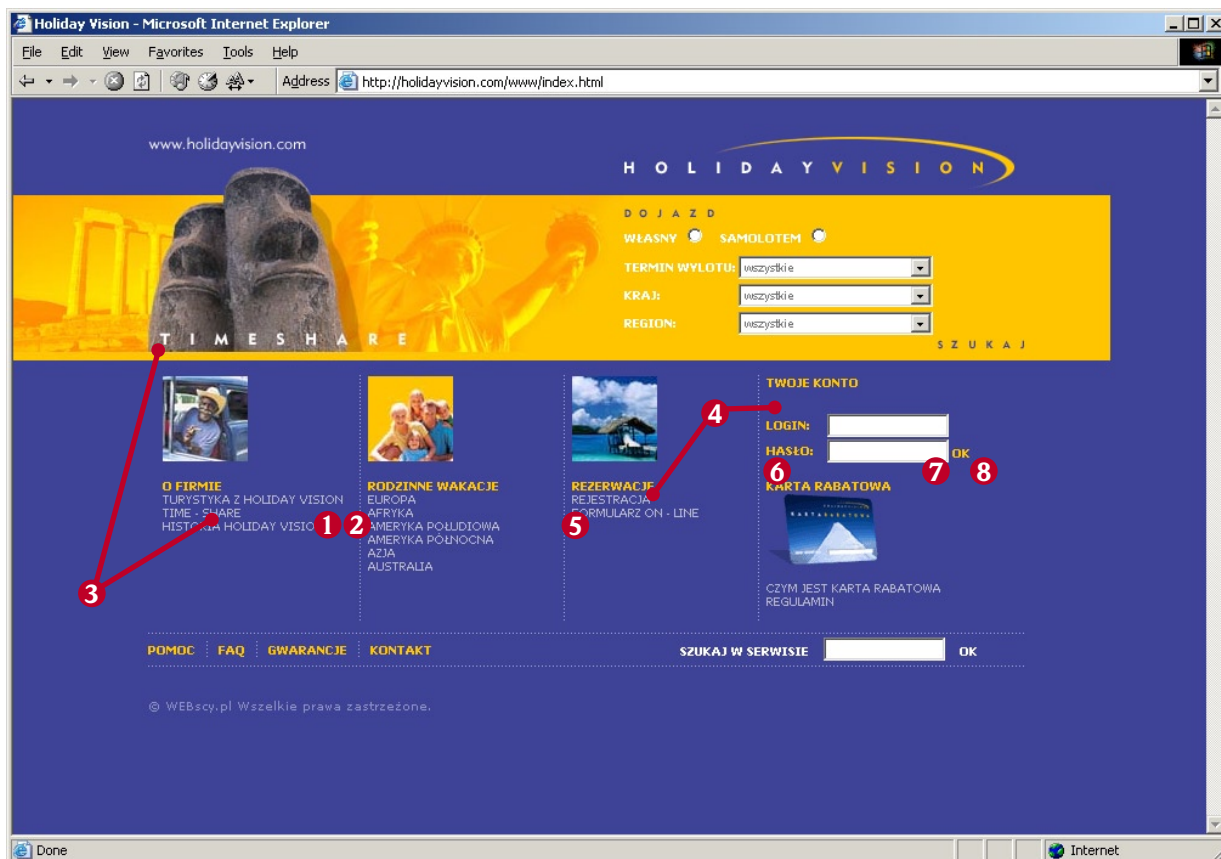 Holiday Vision - Microsoft Internet Explorer
File Edit View Favorites Tools Help
Address http://holidayvision.com/www/index.html
www.holidayvision.com
HOLIDAYVISION
DOJAZD
WŁASNY SAMOLOTEM
TERMIN WYLOTU: wszystkie
KRAJ: wszystkie
REGION: wszystkie
TIMESHARE
SZUKAJ
O FIRMIE
TURYSTYKA Z HOLIDAY VISION
TIME - SHARE
HISTORIA HOLIDAY VISION 1
3
RODZINNE WAKACJE
EUROPA
AFRYKA
2 AMERYKA POŁUDIOWA
AMERYKA PÓŁNOCNA
AZJA
AUSTRALIA
REZERWACJE
REJESTRACJA
5 FORMULARZ ON - LINE
4
TWOJE KONTO
LOGIN:
HASŁO: OK
6 7 8
KARTA RABATOWA
KARTARABATOWA
CZYM JEST KARTA RABATOWA
REGULAMIN
POMOC FAQ GWARANCJE KONTAKT SZUKAJ W SERWISIE OK
© WEBscy.pl Wszelkie prawa zastrzeżone.
Done Internet